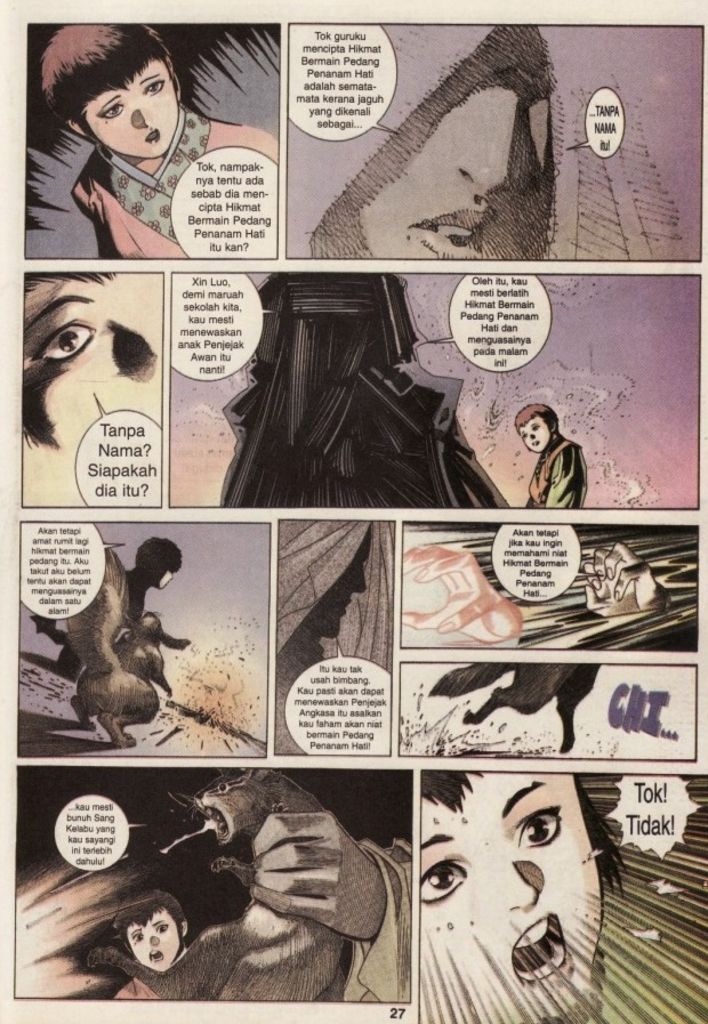 Tok, nampak-
nya tentu ada
sebab dia men-
cipta Hikmat
Bermain Pedang
Penanam Hati
itu kan?
Tok guruku
mencipta Hikmat
Bermain Pedang
Penanam Hati
adalah semata-
mata kerana jaguh
yang dikenali
sebagai...
...TANPA
NAMA
itu!
Tanpa
Nama?
Siapakah
dia itu?
Xin Luo,
demi maruah
sekolah kita,
kau mesti
menewaskan
anak Penjejak
Awan itu
nanti!
Oleh itu, kau
mesti berlatih
Hikmat Bermain
Pedang Penanam
Hati dan
menguasainya
pada malam
ini!
Akan tetapi
amat rumit lagi
hikmat bermain
pedang itu. Aku
takut aku belum
tentu akan dapat
menguasainya
dalam satu
alam!
Itu kau tak
usah bimbang.
Kau pasti akan dapat
menewaskan Penjejak
Angkasa itu asalkan
kau faham akan niat
bermain Pedang
Penanam Hati!
Akan tetapi
jika kau ingin
memahami niat
Hikmat Bermain
Pedang
Penanam
Hati...
CHI...
...kau mesti
bunuh Sang
Kelabu yang
kau sayangi
ini terlebih
dahulu!
Tok!
Tidak!
27